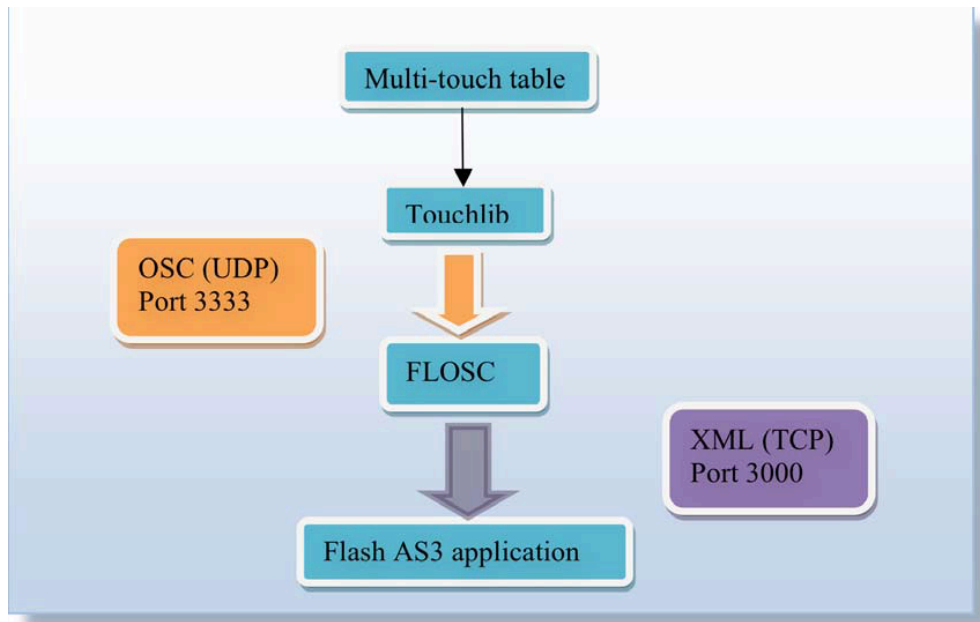 Multi-touch table
Touchlib
OSC (UDP)
Port 3333
FLOSC
XML (TCP)
Port 3000
Flash AS3 application